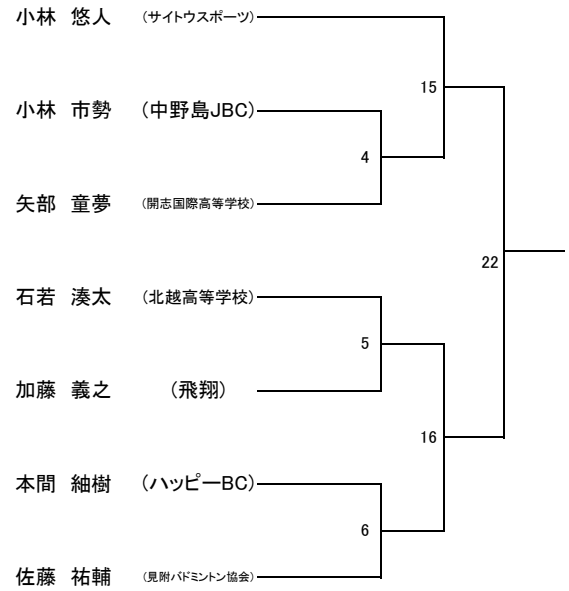 小林 悠人 (サイトウスポーツ)
15
小林 市勢 (中野島JBC)
4
矢部 童夢 (開志国際高等学校)
22
石若 湊太 (北越高等学校)
5
加藤 義之 (飛翔)
16
本間 紬樹 (ハッピーBC)
6
佐藤 祐輔 (見附バドミントン協会)